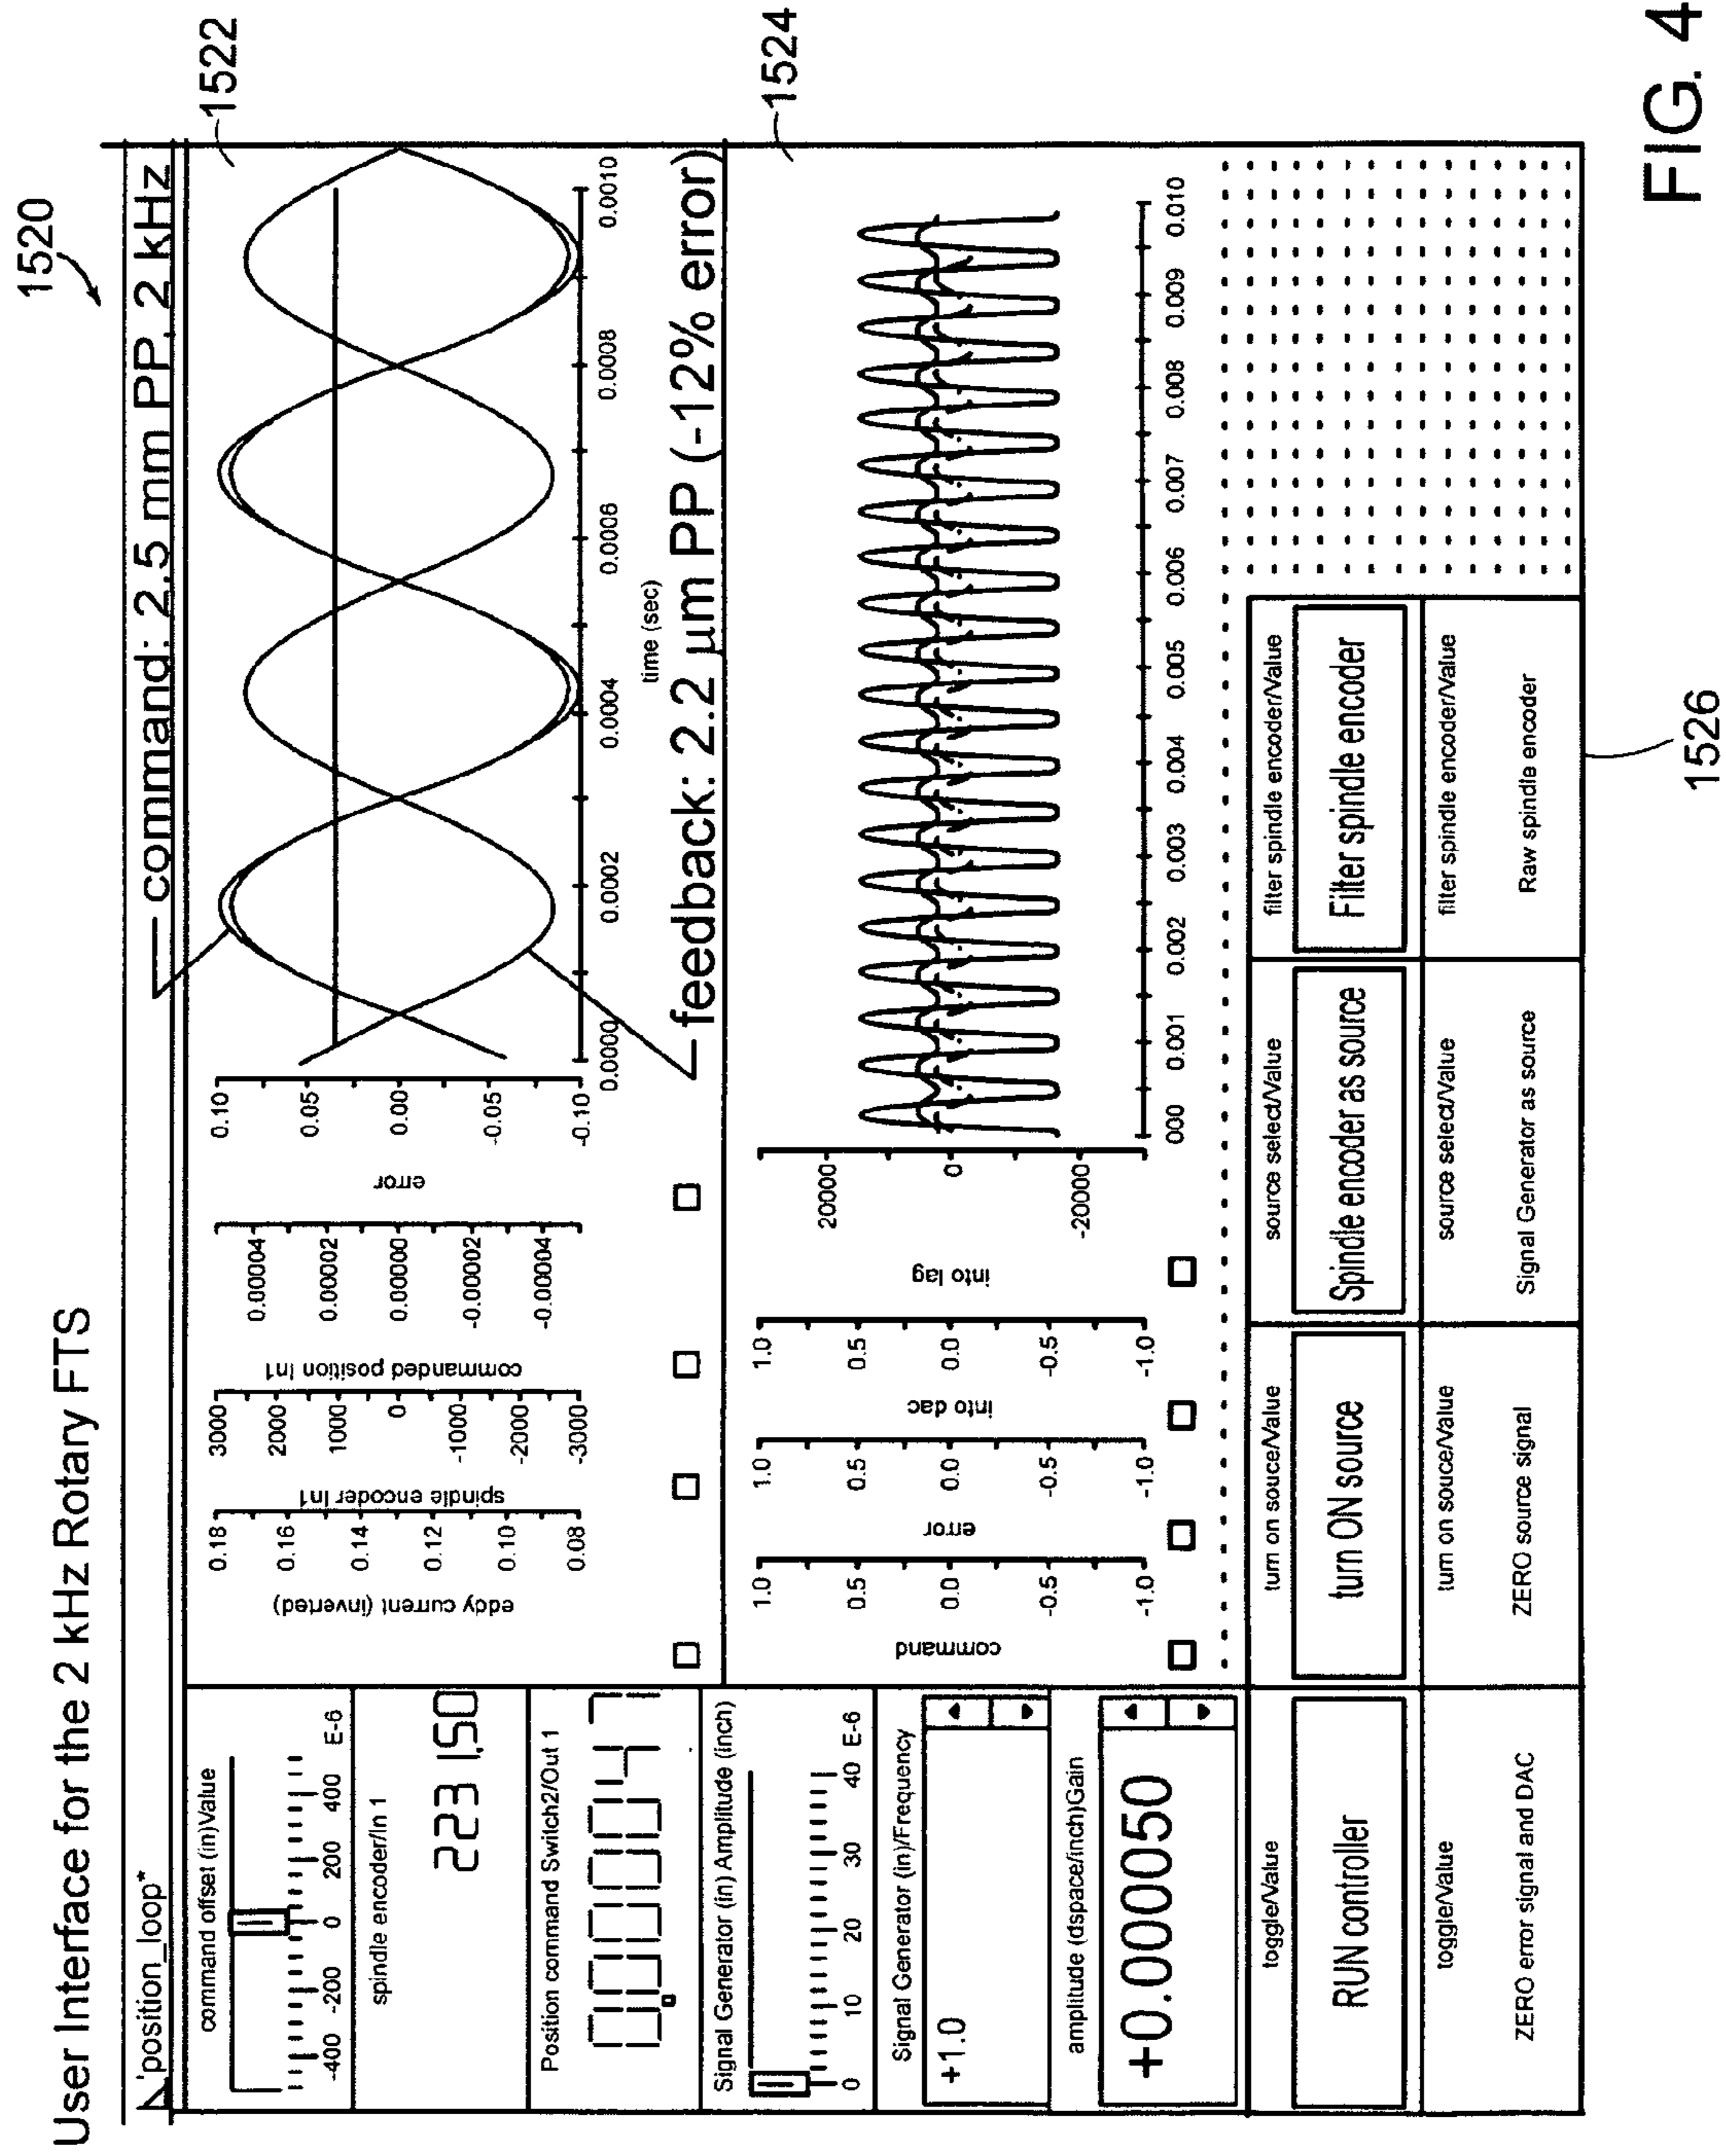 User Interface for the 2 kHz Rotary FTS
1520
'position_loop*
command: 2.5 mm PP, 2 kHz
1522
command offset (in)Value
-400 -200 0 200 400 E-6
spindle encoder/In 1
2231.50
Position command Switch2/Out 1
Signal Generator (in) Amplitude (inch)
0 10 20 30 40 E-6
Signal Generator (in)/Frequency
+1.0
amplitude (dspace/inch)Gain
+0.000050
eddy current (inverted)
0.18
0.16
0.14
0.12
0.10
0.08
spindle encoder In1
3000
2000
1000
0
-1000
-2000
-3000
commanded position In1
0.00004
0.00002
0.00000
-0.00002
-0.00004
error
0.10
0.05
0.00
-0.05
-0.10
0.0000 0.0002 0.0004 0.0006 0.0008 0.0010
time (sec)
feedback: 2.2 µm PP (-12% error)
1524
command
1.0
0.5
0.0
-0.5
-1.0
error
1.0
0.5
0.0
-0.5
-1.0
into dac
1.0
0.5
0.0
-0.5
-1.0
into lag
20000
0
-20000
000 0.001 0.002 0.003 0.004 0.005 0.006 0.007 0.008 0.009 0.010
toggle/Value
RUN controller
toggle/Value
ZERO error signal and DAC
turn on souce/Value
turn ON source
turn on souce/Value
ZERO source signal
source select/Value
Spindle encoder as source
source select/Value
Signal Generator as source
filter spindle encoder/Value
Filter spindle encoder
filter spindle encoder/Value
Raw spindle encoder
1526
FIG. 4